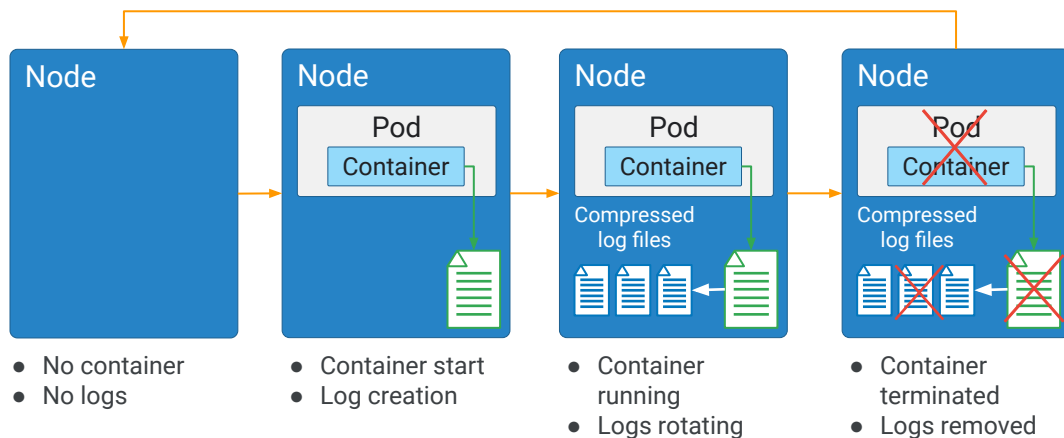 Node
Node
Node
Node
Pod
Container
Pod
Container
Pod
Container
Compressed
log files
Compressed
log files
● No container
● No logs
● Container start
● Log creation
● Container
running
● Logs rotating
● Container
terminated
● Logs removed